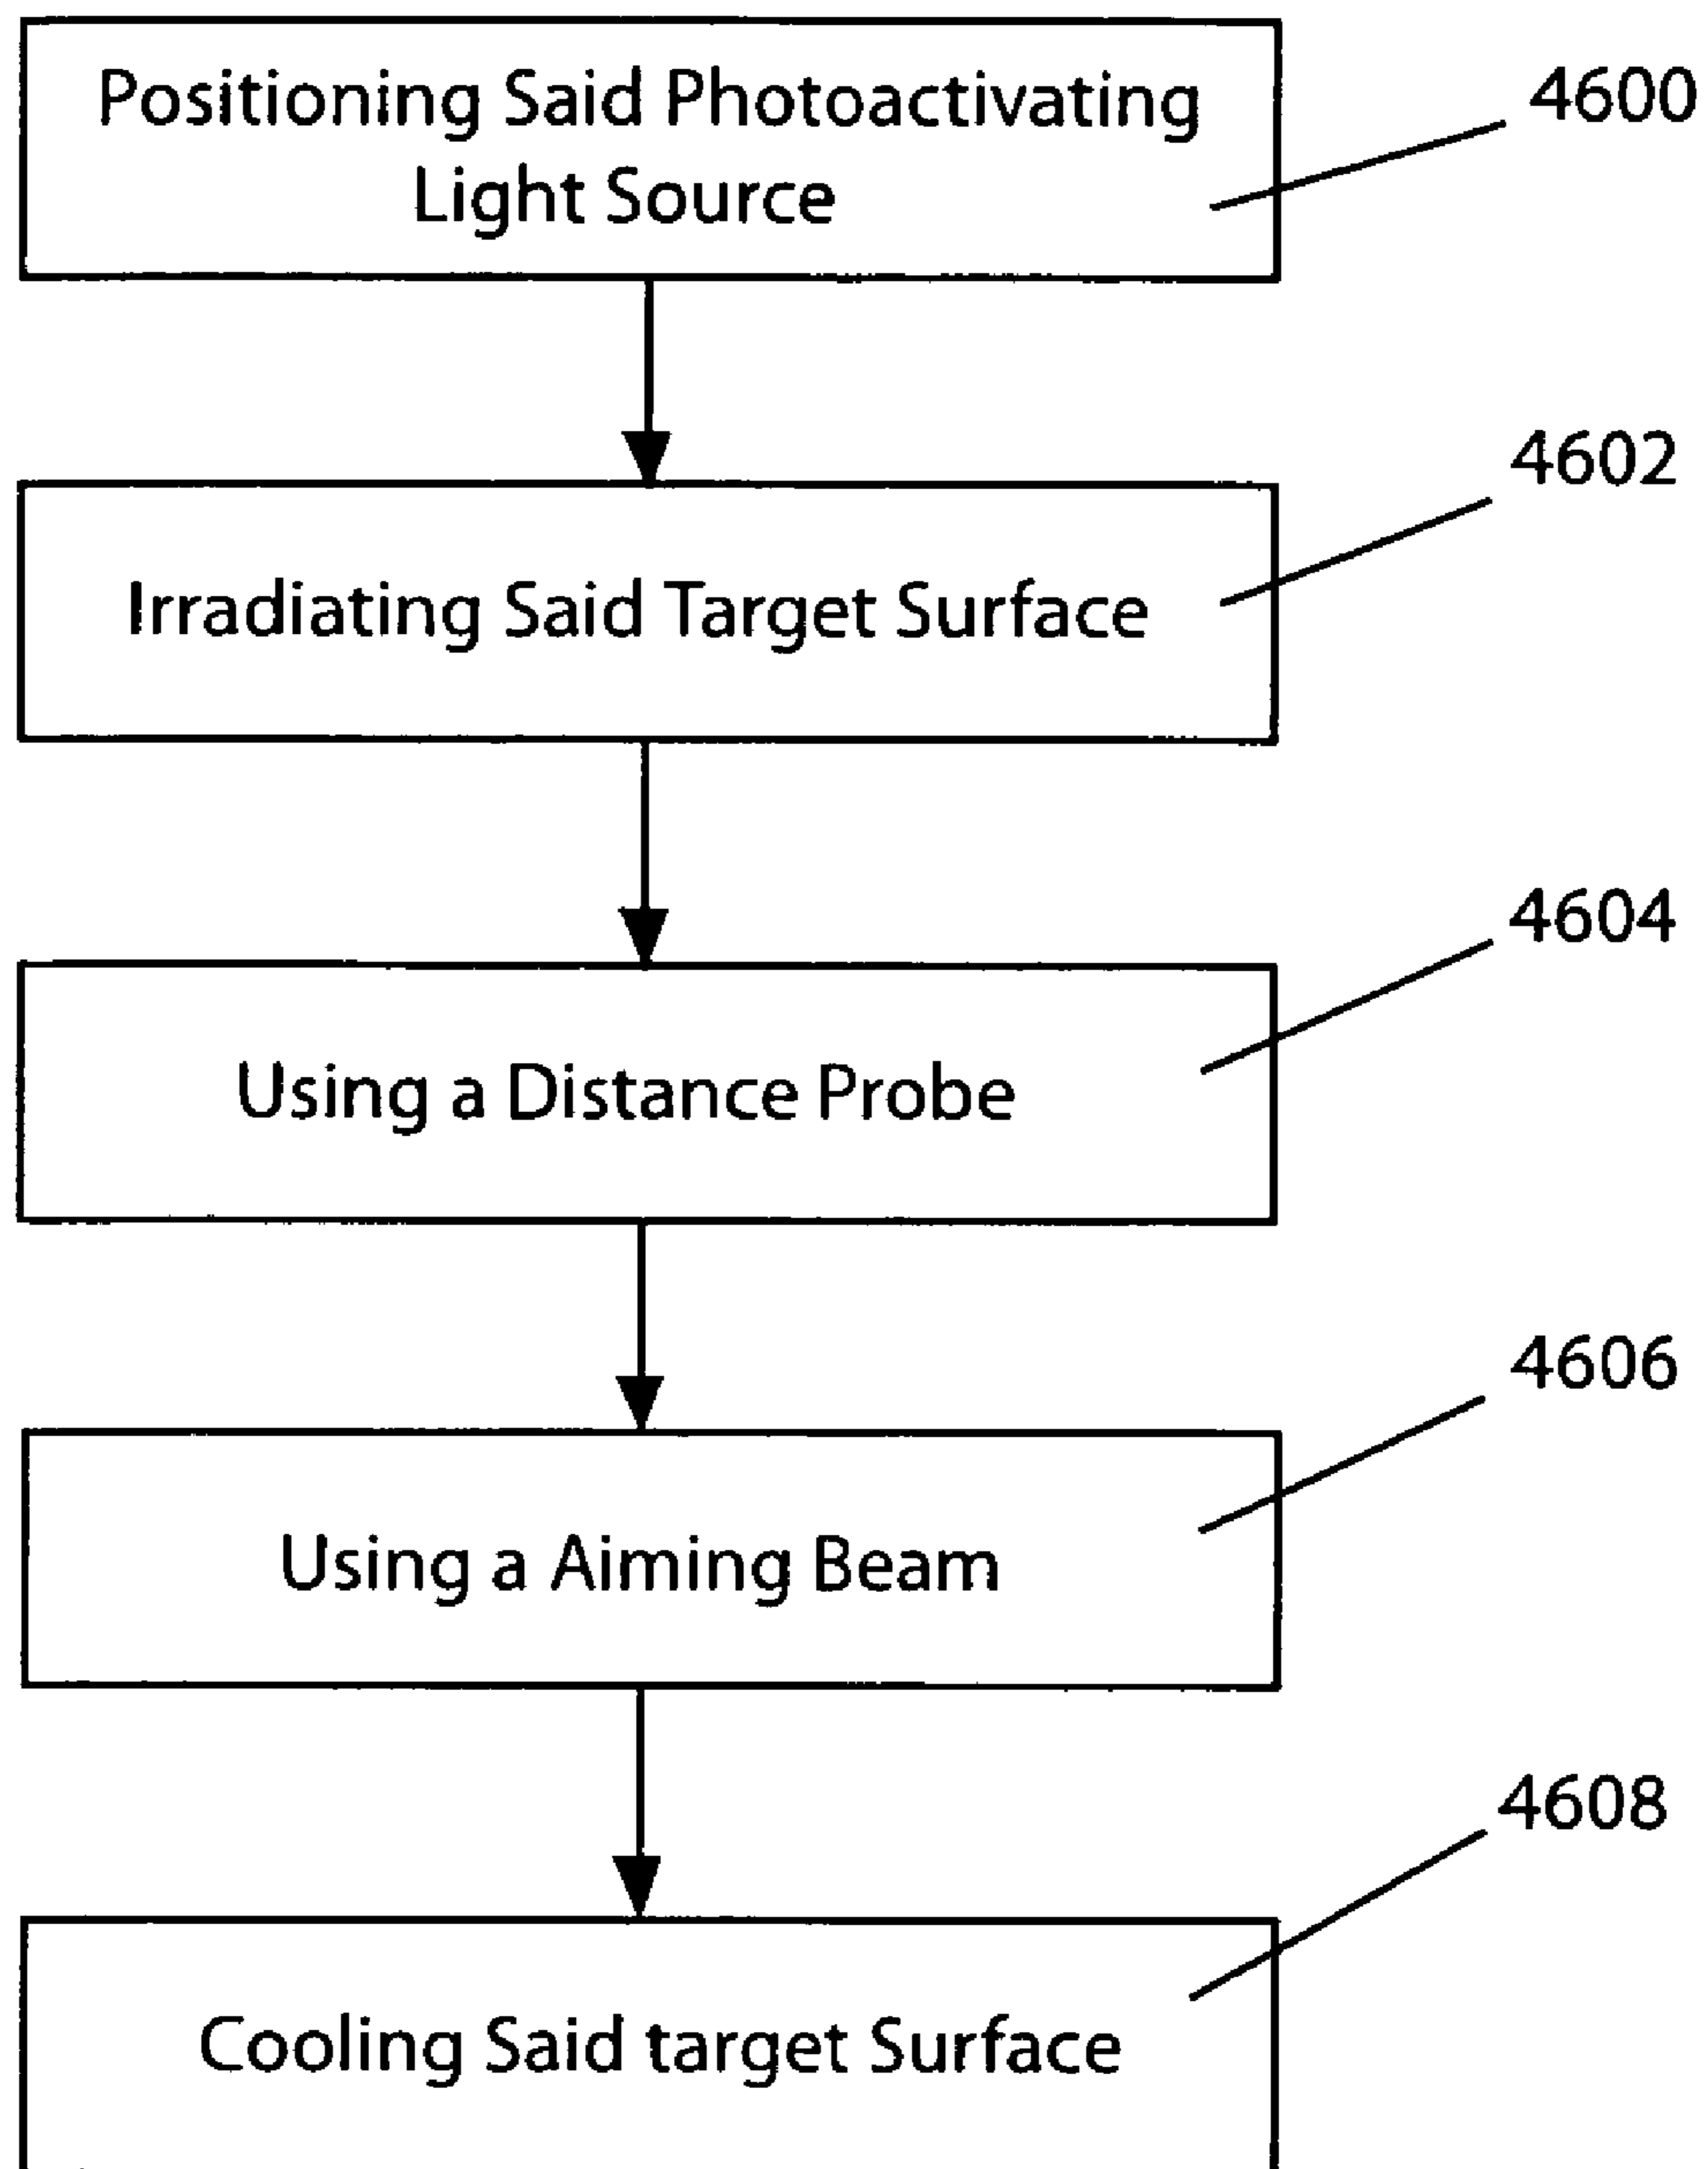 Positioning Said Photoactivating
Light Source
4600
Irradiating Said Target Surface
4602
Using a Distance Probe
4604
Using a Aiming Beam
4606
Cooling Said target Surface
4608